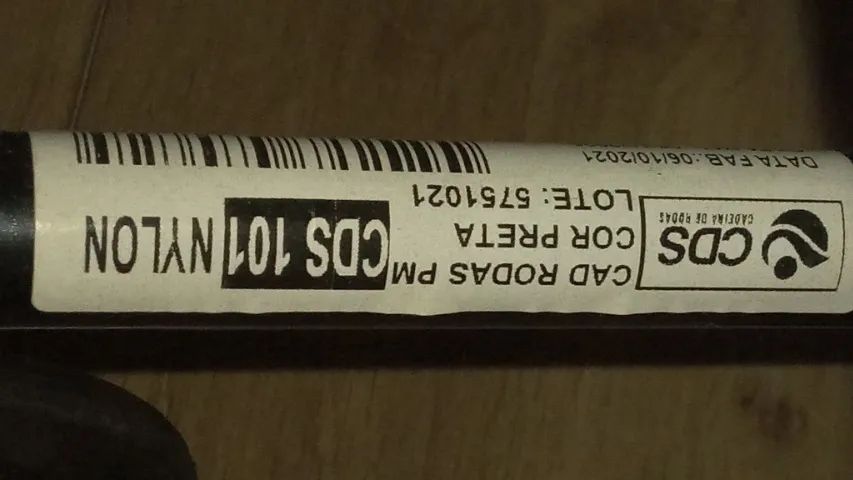 CDS
CADEIRA DE RODAS
CAD RODAS PM
COR PRETA
LOTE: 5751021
DATA FAB.: 06/10/2021
CDS 101 NYLON